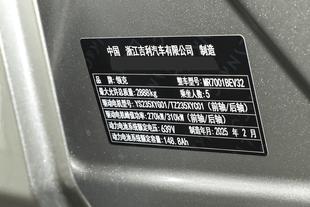 中国 浙江吉利汽车有限公司 制造
品牌：领克 整车型号：MR7001BEV32
最大允许总质量：2888kg 乘坐人数：5
驱动电机型号：YS235XYG01/TZ235XYC01（前轴/后轴）
驱动电机峰值功率：270kW/310kW（前轴/后轴）
动力电池系统额定电压：639V 制造年月：2025 年 2 月
动力电池系统额定容量：148.8Ah